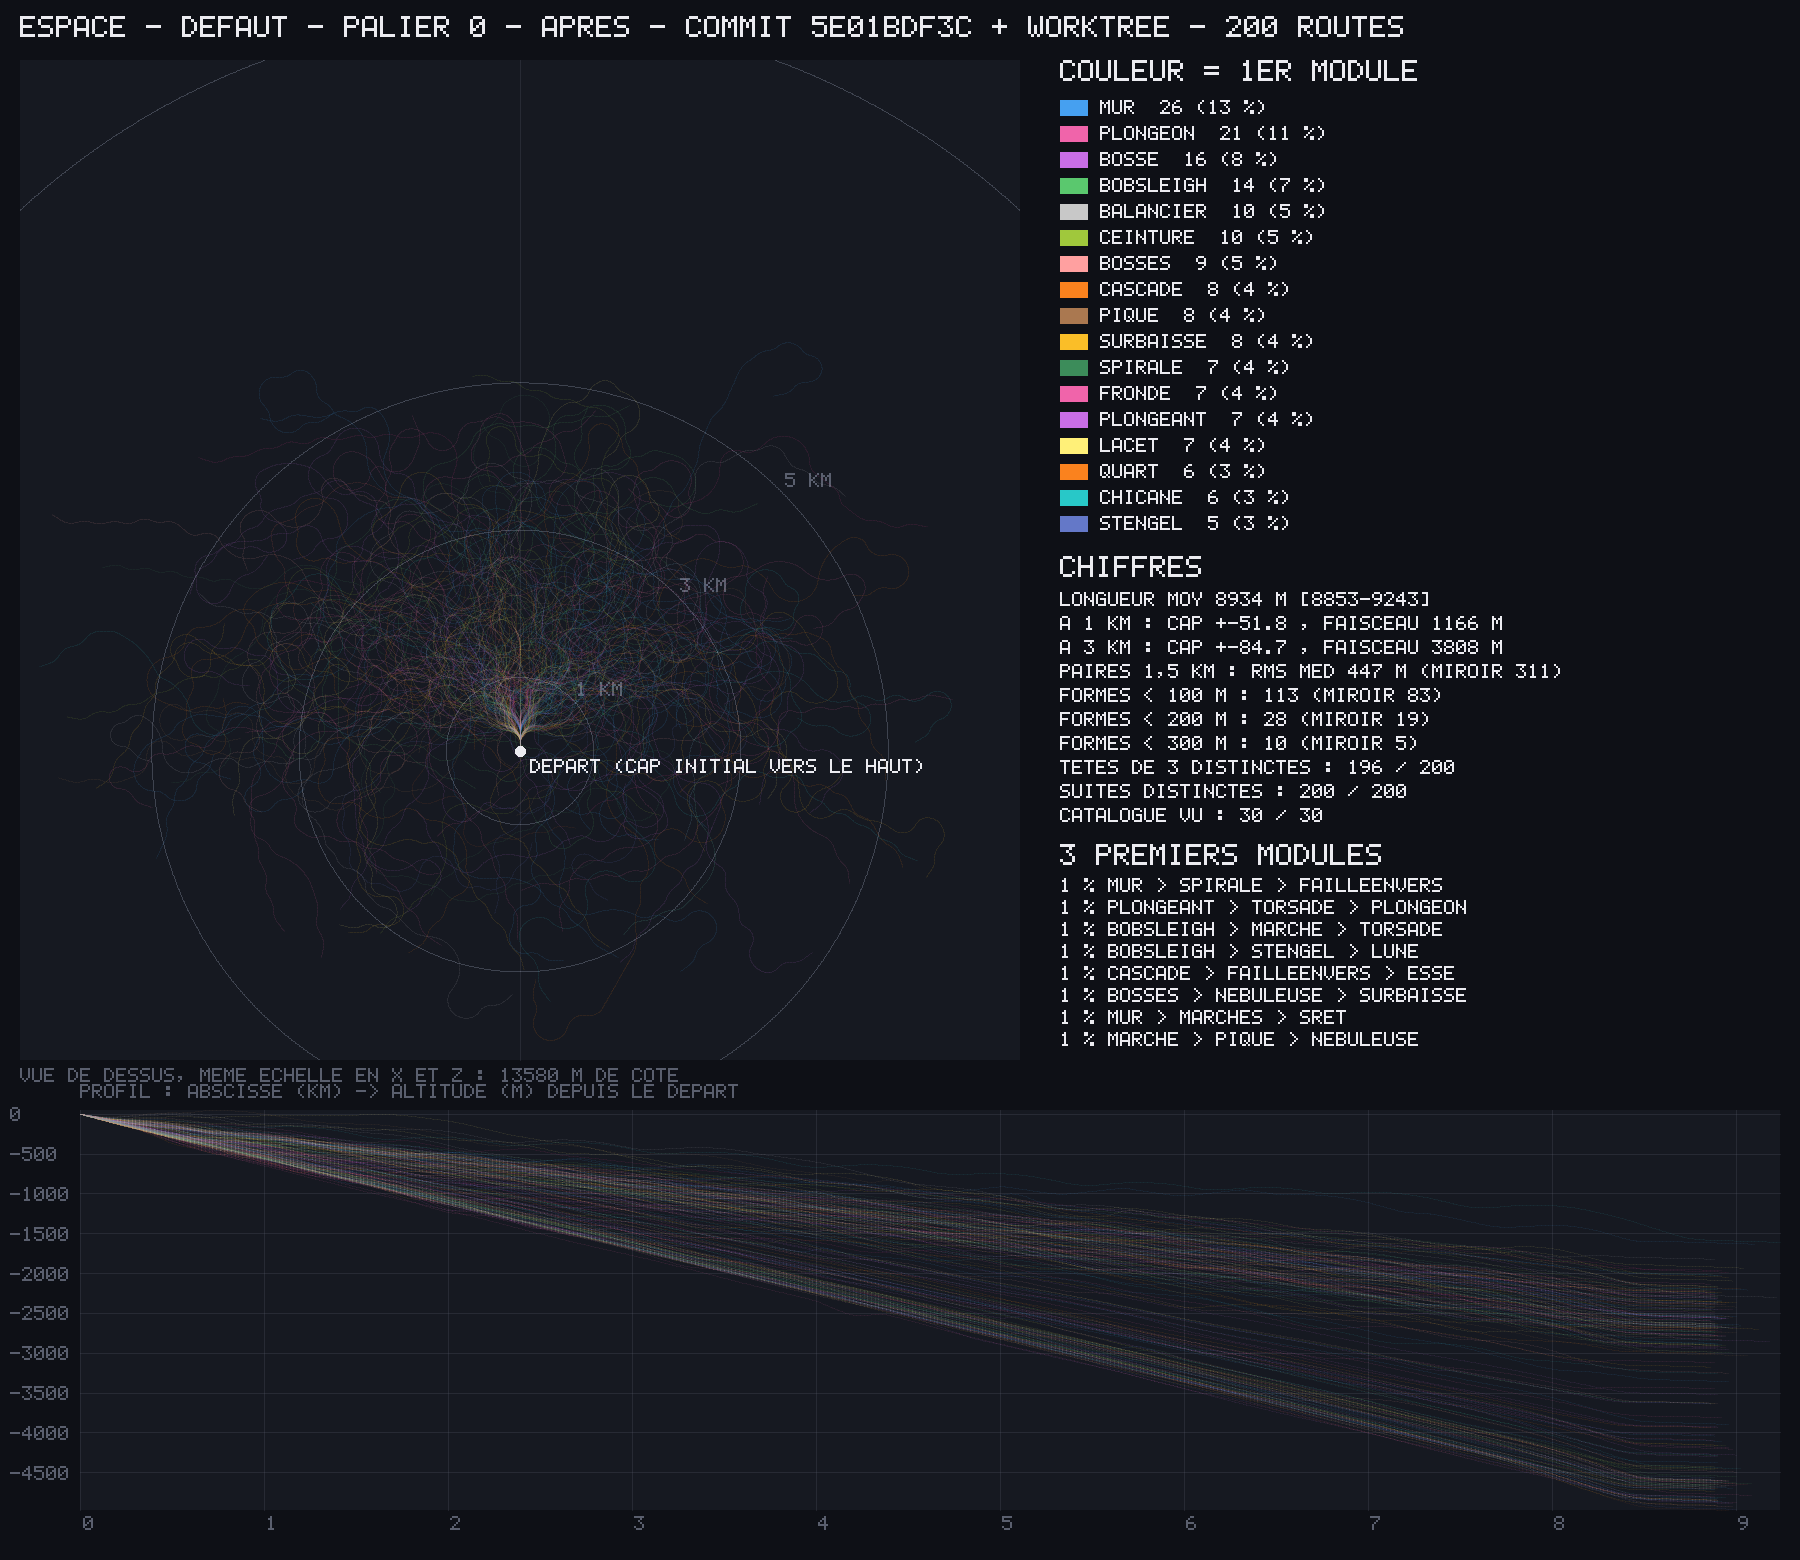 ESPACE - DEFAUT - PALIER 0 - APRES - COMMIT 5E01BDF3C + WORKTREE - 200 ROUTES
5 KM
3 KM
1 KM
DEPART (CAP INITIAL VERS LE HAUT)
COULEUR = 1ER MODULE
MUR 26 (13 %)
PLONGEON 21 (11 %)
BOSSE 16 (8 %)
BOBSLEIGH 14 (7 %)
BALANCIER 10 (5 %)
CEINTURE 10 (5 %)
BOSSES 9 (5 %)
CASCADE 8 (4 %)
PIQUE 8 (4 %)
SURBAISSE 8 (4 %)
SPIRALE 7 (4 %)
FRONDE 7 (4 %)
PLONGEANT 7 (4 %)
LACET 7 (4 %)
QUART 6 (3 %)
CHICANE 6 (3 %)
STENGEL 5 (3 %)
CHIFFRES
LONGUEUR MOY 8934 M [8853-9243]
A 1 KM : CAP +-51.8 , FAISCEAU 1166 M
A 3 KM : CAP +-84.7 , FAISCEAU 3808 M
PAIRES 1,5 KM : RMS MED 447 M (MIROIR 311)
FORMES < 100 M : 113 (MIROIR 83)
FORMES < 200 M : 28 (MIROIR 19)
FORMES < 300 M : 10 (MIROIR 5)
TETES DE 3 DISTINCTES : 196 / 200
SUITES DISTINCTES : 200 / 200
CATALOGUE VU : 30 / 30
3 PREMIERS MODULES
1 % MUR > SPIRALE > FAILLEENVERS
1 % PLONGEANT > TORSADE > PLONGEON
1 % BOBSLEIGH > MARCHE > TORSADE
1 % BOBSLEIGH > STENGEL > LUNE
1 % CASCADE > FAILLEENVERS > ESSE
1 % BOSSES > NEBULEUSE > SURBAISSE
1 % MUR > MARCHES > SRET
1 % MARCHE > PIQUE > NEBULEUSE
VUE DE DESSUS, MEME ECHELLE EN X ET Z : 13580 M DE COTE
PROFIL : ABSCISSE (KM) -> ALTITUDE (M) DEPUIS LE DEPART
0
-500
-1000
-1500
-2000
-2500
-3000
-3500
-4000
-4500
0 1 2 3 4 5 6 7 8 9